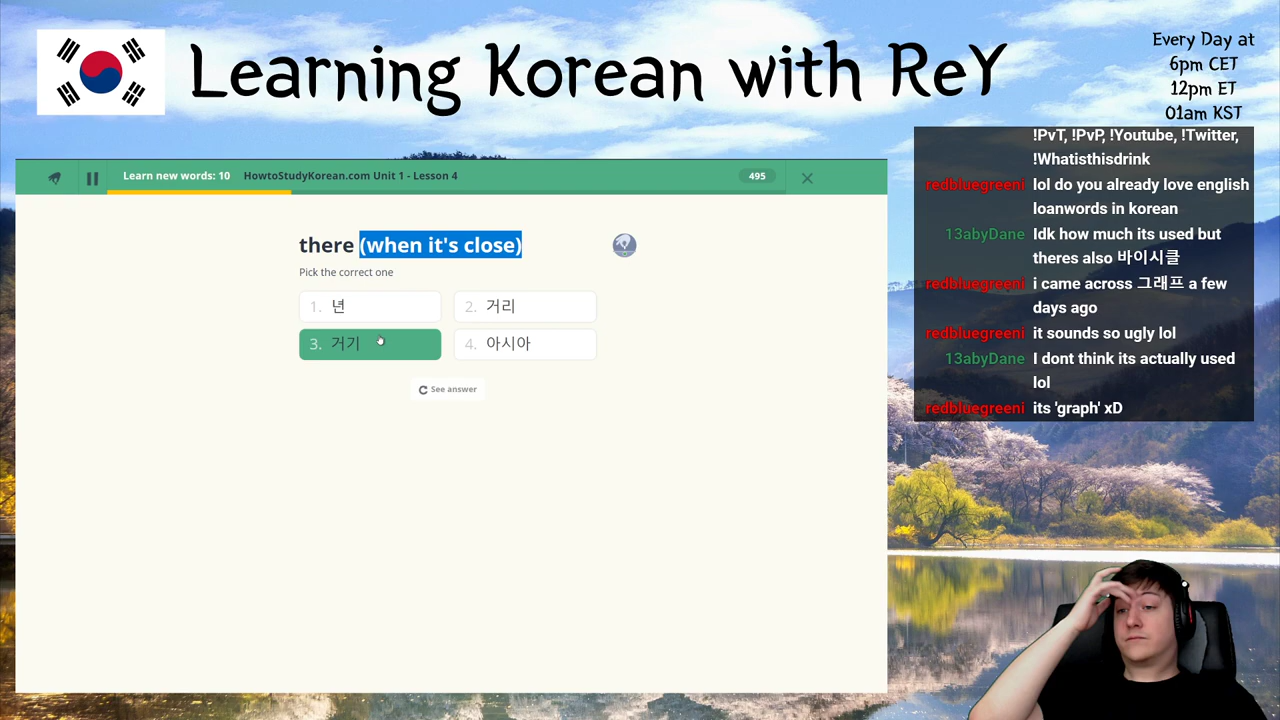 Learning Korean with ReY
Every Day at
6pm CET
12pm ET
01am KST
Learn new words: 10 HowtoStudyKorean.com Unit 1 - Lesson 4 495
there (when it's close)
Pick the correct one
1. 년
2. 거리
3. 거기
4. 아시아
See answer
!PvT, !PvP, !Youtube, !Twitter,
!Whatisthisdrink
redbluegreeni lol do you already love english
loanwords in korean
13abyDane Idk how much its used but
theres also 바이시클
redbluegreeni i came across 그래프 a few
days ago
redbluegreeni it sounds so ugly lol
13abyDane I dont think its actually used
lol
redbluegreeni its 'graph' xD